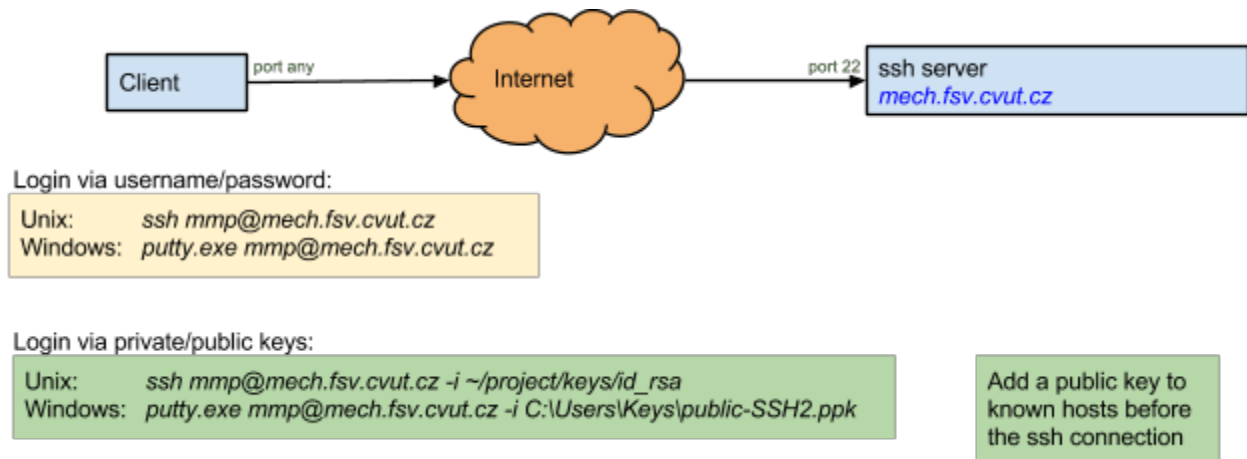 Client
port any
Internet
port 22
ssh server
mech.fsv.cvut.cz
Login via username/password:
Unix: ssh mmp@mech.fsv.cvut.cz
Windows: putty.exe mmp@mech.fsv.cvut.cz
Login via private/public keys:
Unix: ssh mmp@mech.fsv.cvut.cz -i ~/project/keys/id_rsa
Windows: putty.exe mmp@mech.fsv.cvut.cz -i C:\Users\Keys\public-SSH2.ppk
Add a public key to
known hosts before
the ssh connection